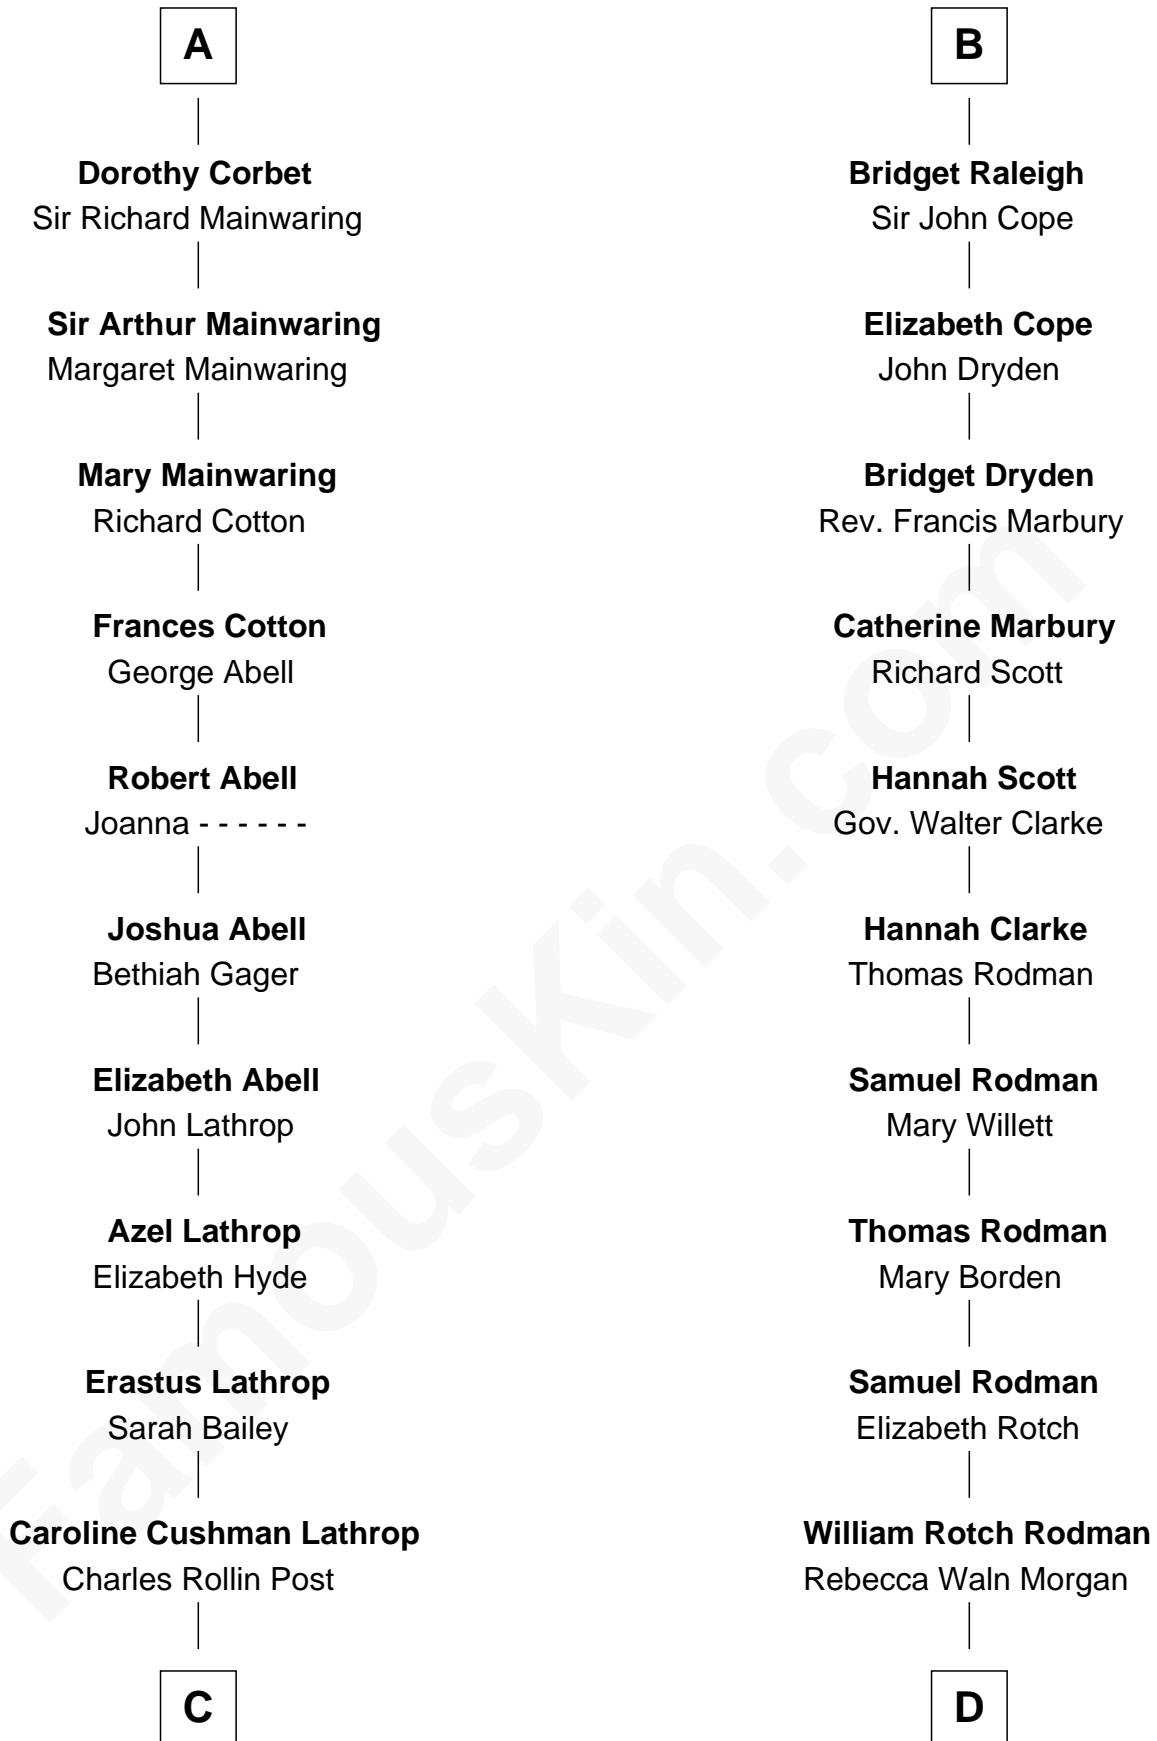 A
Dorothy Corbet
Sir Richard Mainwaring
Sir Arthur Mainwaring
Margaret Mainwaring
Mary Mainwaring
Richard Cotton
Frances Cotton
George Abell
Robert Abell
Joanna - - - - - -
Joshua Abell
Bethiah Gager
Elizabeth Abell
John Lathrop
Azel Lathrop
Elizabeth Hyde
Erastus Lathrop
Sarah Bailey
Caroline Cushman Lathrop
Charles Rollin Post
C
B
Bridget Raleigh
Sir John Cope
Elizabeth Cope
John Dryden
Bridget Dryden
Rev. Francis Marbury
Catherine Marbury
Richard Scott
Hannah Scott
Gov. Walter Clarke
Hannah Clarke
Thomas Rodman
Samuel Rodman
Mary Willett
Thomas Rodman
Mary Borden
Samuel Rodman
Elizabeth Rotch
William Rotch Rodman
Rebecca Waln Morgan
D
FamousKin.com